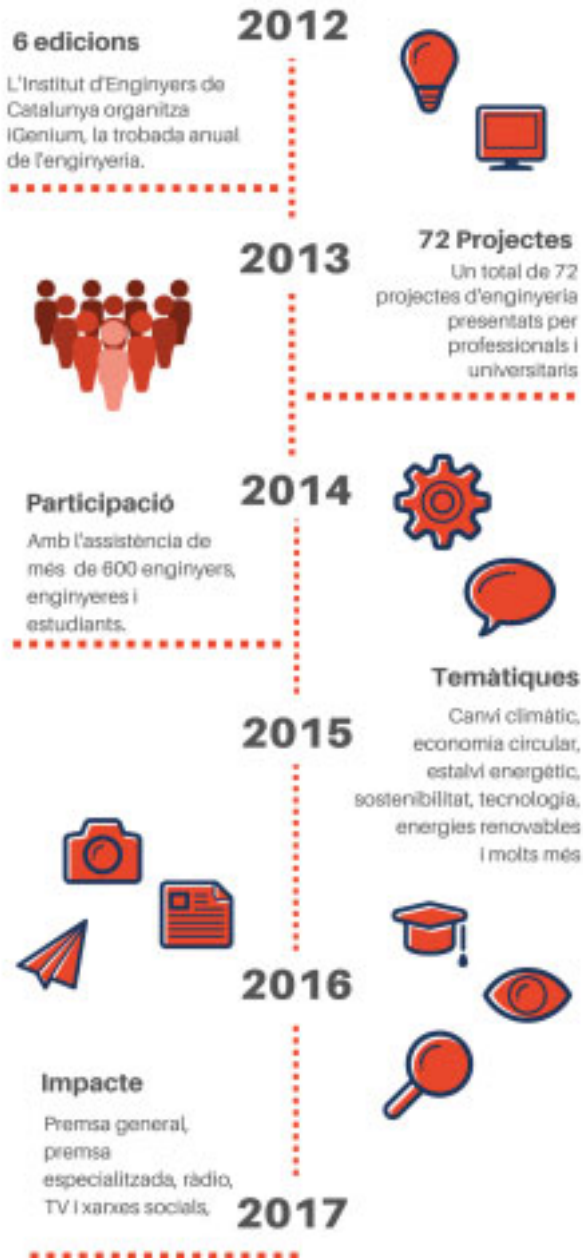 2012
6 edicions
L'Institut d'Enginyers de
Catalunya organitza
iGenium, la trobada anual
de l'enginyeria.
2013
72 Projectes
Un total de 72
projectes d'enginyeria
presentats per
professionals i
universitaris
2014
Participació
Amb l'assistència de
més de 600 enginyers,
enginyeres i
estudiants.
Temàtiques
Canvi climàtic,
economia circular,
estalvi energètic,
sostenibilitat, tecnologia,
energies renovables
i molts més
2015
2016
Impacte
Premsa general,
premsa
especialitzada, ràdio,
TV i xarxes socials,
2017